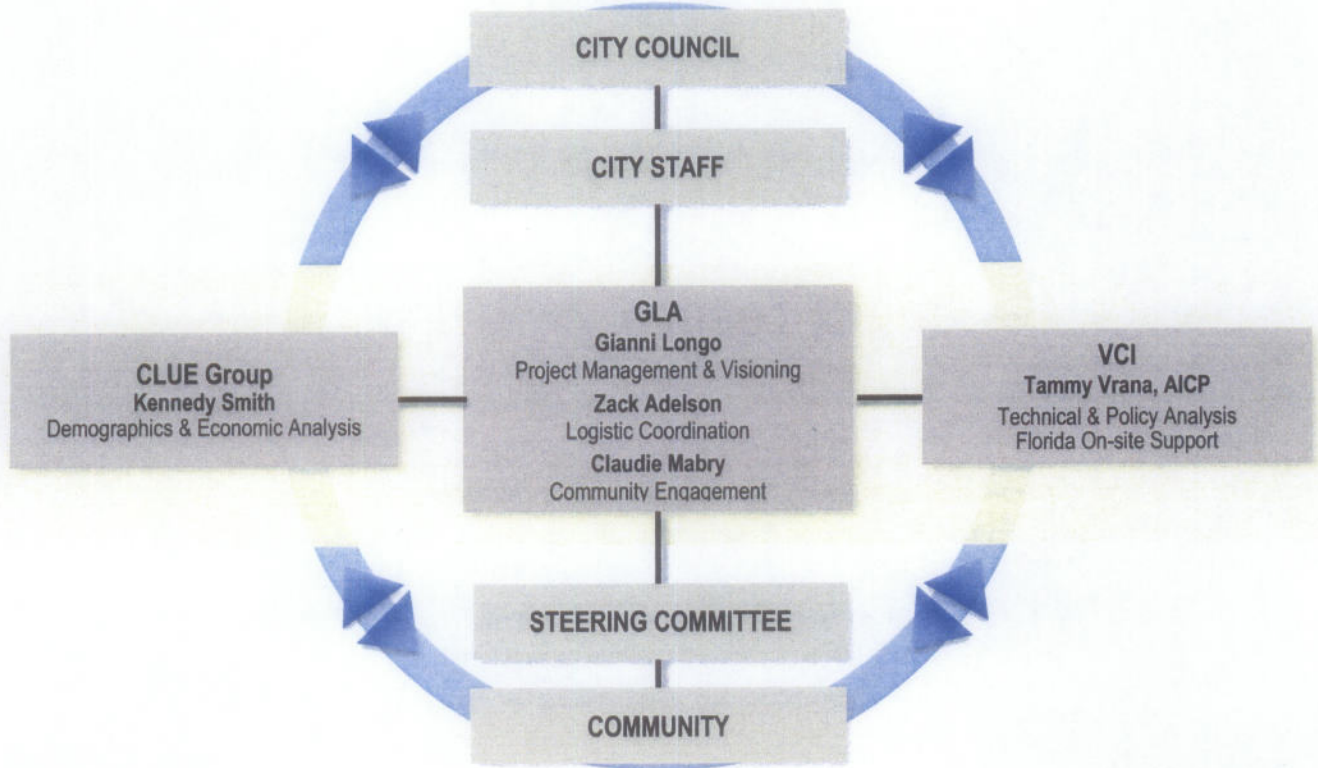 CITY COUNCIL
CITY STAFF
CLUE Group
Kennedy Smith
Demographics & Economic Analysis
GLA
Gianni Longo
Project Management & Visioning
Zack Adelson
Logistic Coordination
Claudie Mabry
Community Engagement
VCI
Tammy Vrana, AICP
Technical & Policy Analysis
Florida On-site Support
STEERING COMMITTEE
COMMUNITY